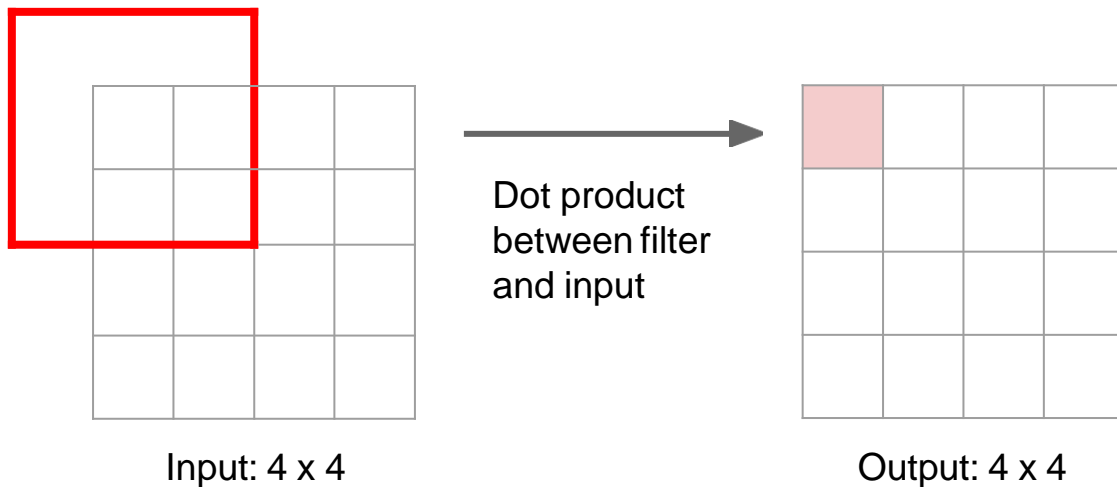 Dot product
between filter
and input
Input: 4 x 4
Output: 4 x 4